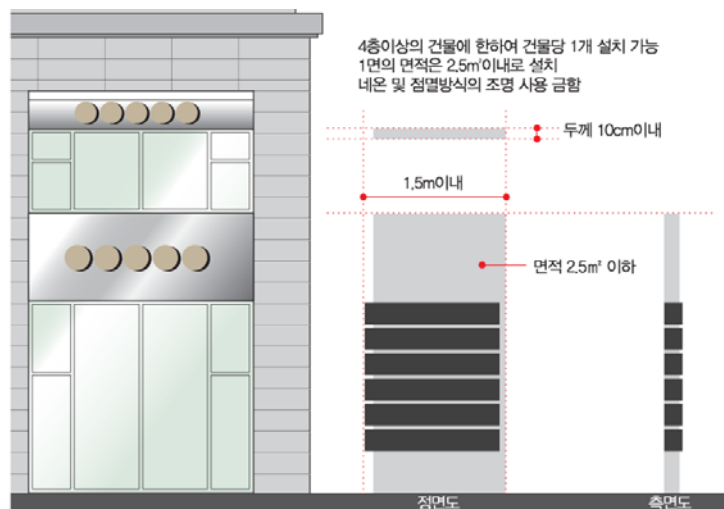 4층이상의 건물에 한하여 건물당 1개 설치 가능
1면의 면적은 2.5㎡이내로 설치
네온 및 점멸방식의 조명 사용 금함
두께 10cm이내
1.5m이내
면적 2.5㎡ 이하
정면도
측면도